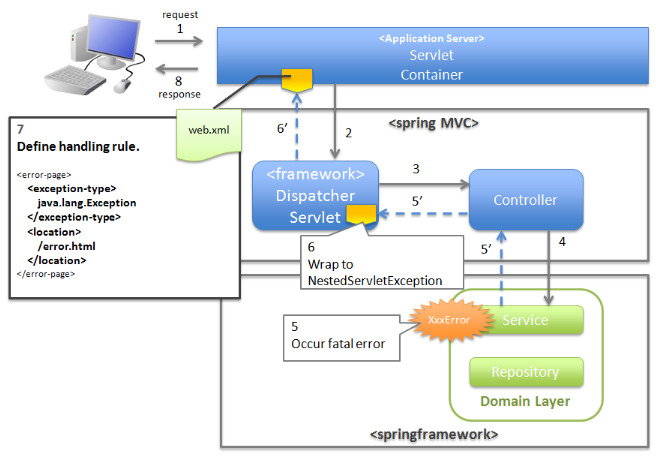 request
1
8
response
<Application Server>
Servlet
Container
web.xml
6′
2
<spring MVC>
7
Define handling rule.
<error-page>
<exception-type>
java.lang.Exception
</exception-type>
<location>
/error.html
</location>
</error-page>
<framework>
Dispatcher
Servlet
3
5′
Controller
6
Wrap to
NestedServletException
5′
4
5
Occur fatal error
XxxError
Service
Repository
Domain Layer
<springframework>